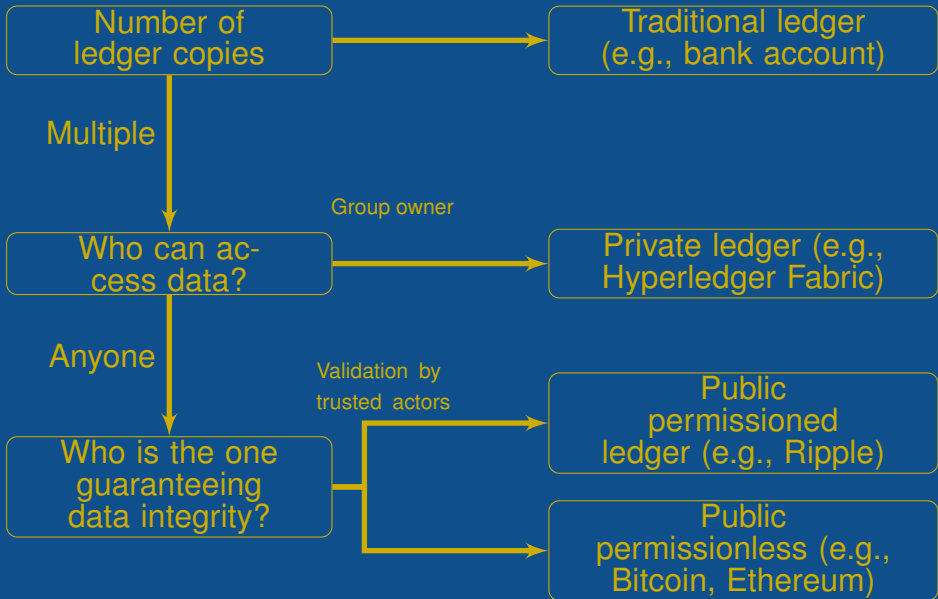 Number of
ledger copies
Traditional ledger
(e.g., bank account)
Multiple
Group owner
Who can ac-
cess data?
Private ledger (e.g.,
Hyperledger Fabric)
Anyone
Validation by
trusted actors
Who is the one
guaranteeing
data integrity?
Public
permissioned
ledger (e.g., Ripple)
Public
permissionless (e.g.,
Bitcoin, Ethereum)